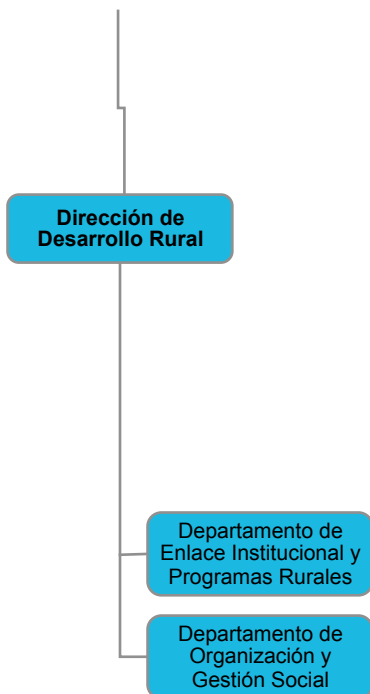 Dirección de
Desarrollo Rural
Departamento de
Enlace Institucional y
Programas Rurales
Departamento de
Organización y
Gestión Social